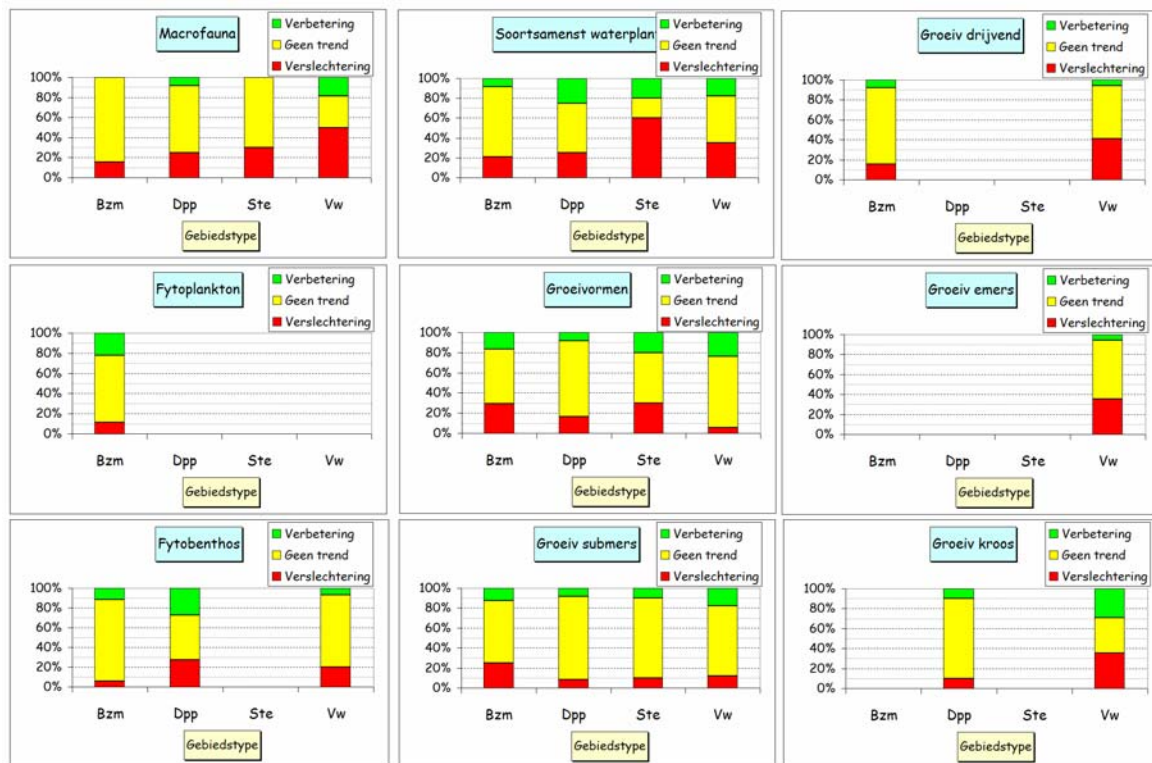 Macrofauna
Verbetering
Geen trend
Verslechtering
100%
80%
60%
40%
20%
0%
Bzm Dpp Ste Vw
Gebiedstype
Soortsamenst waterplant
Verbetering
Geen trend
Verslechtering
100%
80%
60%
40%
20%
0%
Bzm Dpp Ste Vw
Gebiedstype
Groeiv drijvend
Verbetering
Geen trend
Verslechtering
100%
80%
60%
40%
20%
0%
Bzm Dpp Ste Vw
Gebiedstype
Fytoplankton
Verbetering
Geen trend
Verslechtering
100%
80%
60%
40%
20%
0%
Bzm Dpp Ste Vw
Gebiedstype
Groeivormen
Verbetering
Geen trend
Verslechtering
100%
80%
60%
40%
20%
0%
Bzm Dpp Ste Vw
Gebiedstype
Groeiv emers
Verbetering
Geen trend
Verslechtering
100%
80%
60%
40%
20%
0%
Bzm Dpp Ste Vw
Gebiedstype
Fytobenthos
Verbetering
Geen trend
Verslechtering
100%
80%
60%
40%
20%
0%
Bzm Dpp Ste Vw
Gebiedstype
Groeiv submers
Verbetering
Geen trend
Verslechtering
100%
80%
60%
40%
20%
0%
Bzm Dpp Ste Vw
Gebiedstype
Groeiv kroos
Verbetering
Geen trend
Verslechtering
100%
80%
60%
40%
20%
0%
Bzm Dpp Ste Vw
Gebiedstype